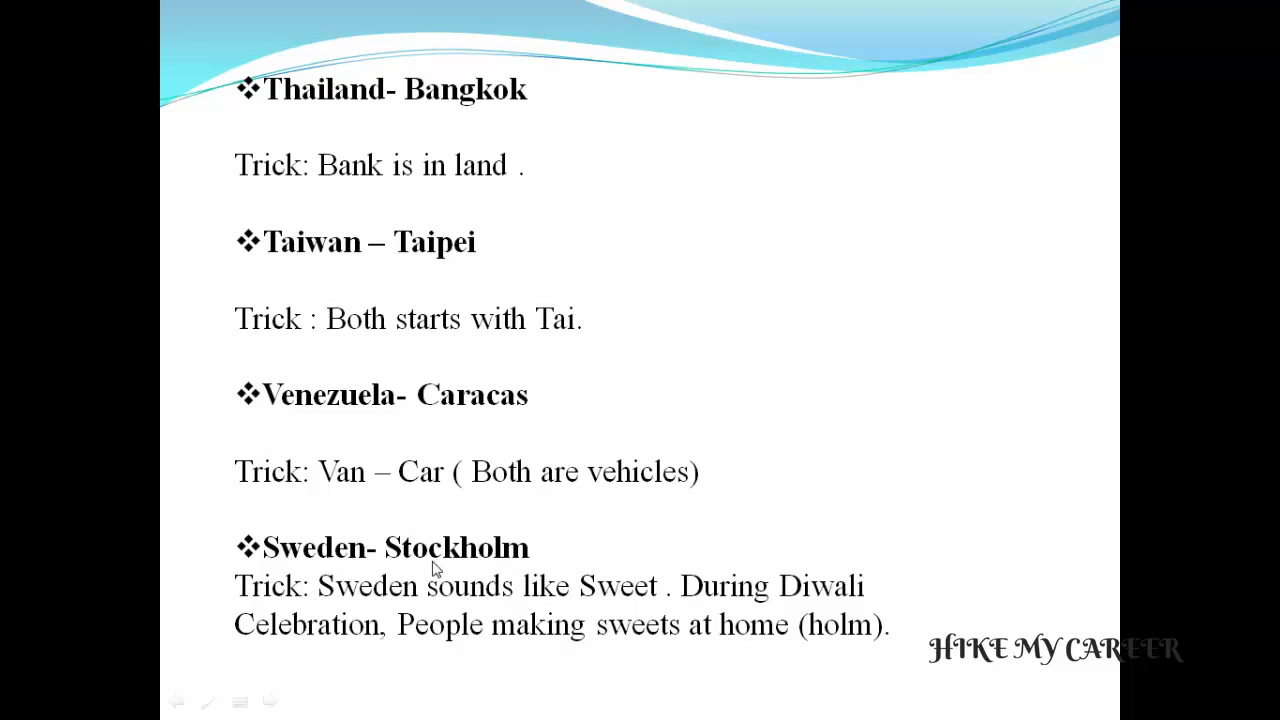 ❖Thailand- Bangkok
Trick: Bank is in land .
❖Taiwan – Taipei
Trick : Both starts with Tai.
❖Venezuela- Caracas
Trick: Van – Car ( Both are vehicles)
❖Sweden- Stockholm
Trick: Sweden sounds like Sweet . During Diwali
Celebration, People making sweets at home (holm).
HIKE MY CAREER